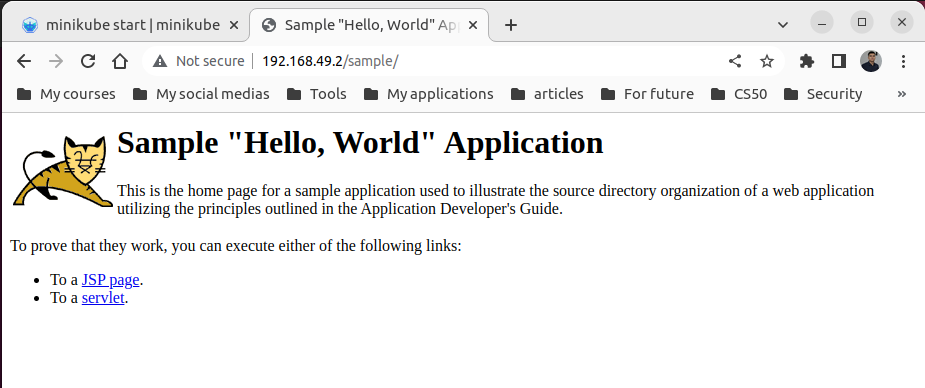 minikube start | minikube
Sample "Hello, World" Ap
Not secure | 192.168.49.2/sample/
My courses My social medias Tools My applications articles For future CS50 Security »
Sample "Hello, World" Application
This is the home page for a sample application used to illustrate the source directory organization of a web application
utilizing the principles outlined in the Application Developer's Guide.
To prove that they work, you can execute either of the following links:
• To a JSP page.
• To a servlet.